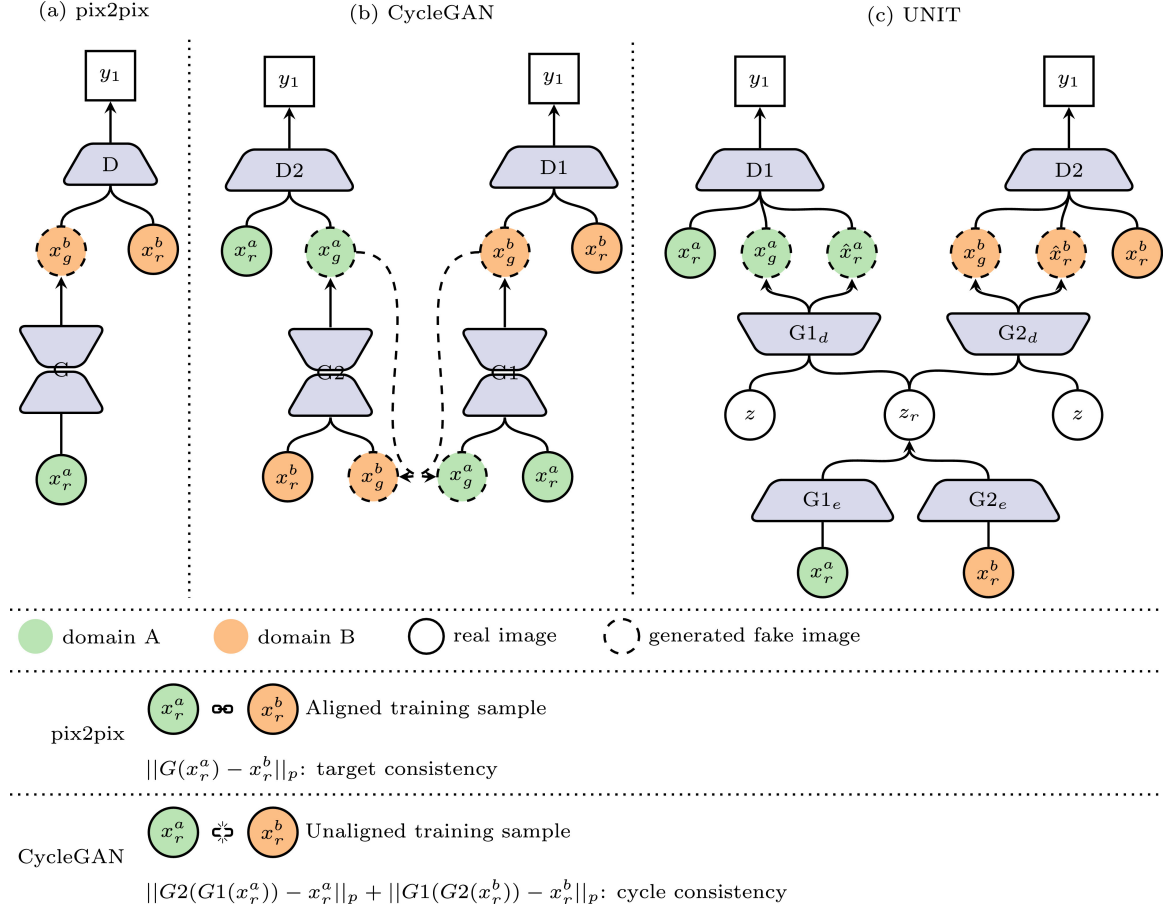 (a) pix2pix (b) CycleGAN (c) UNIT
y₁ y₁ y₁ y₁ y₁
D D2 D1 D1 D2
x_g^b x_r^b x_r^a x_g^a x_g^b x_r^b x_r^a x_g^a x̂_r^a x_g^b x̂_r^b x_r^b
G1_d G2_d
G G2 G1
z z_r z
x_r^a x_r^b x_g^b x_g^a x_r^a
G1_e G2_e
x_r^a x_r^b
domain A domain B real image generated fake image
x_r^a x_r^b Aligned training sample
pix2pix
||G(x_r^a) − x_r^b||_p: target consistency
x_r^a x_r^b Unaligned training sample
CycleGAN
||G2(G1(x_r^a)) − x_r^a||_p + ||G1(G2(x_r^b)) − x_r^b||_p: cycle consistency